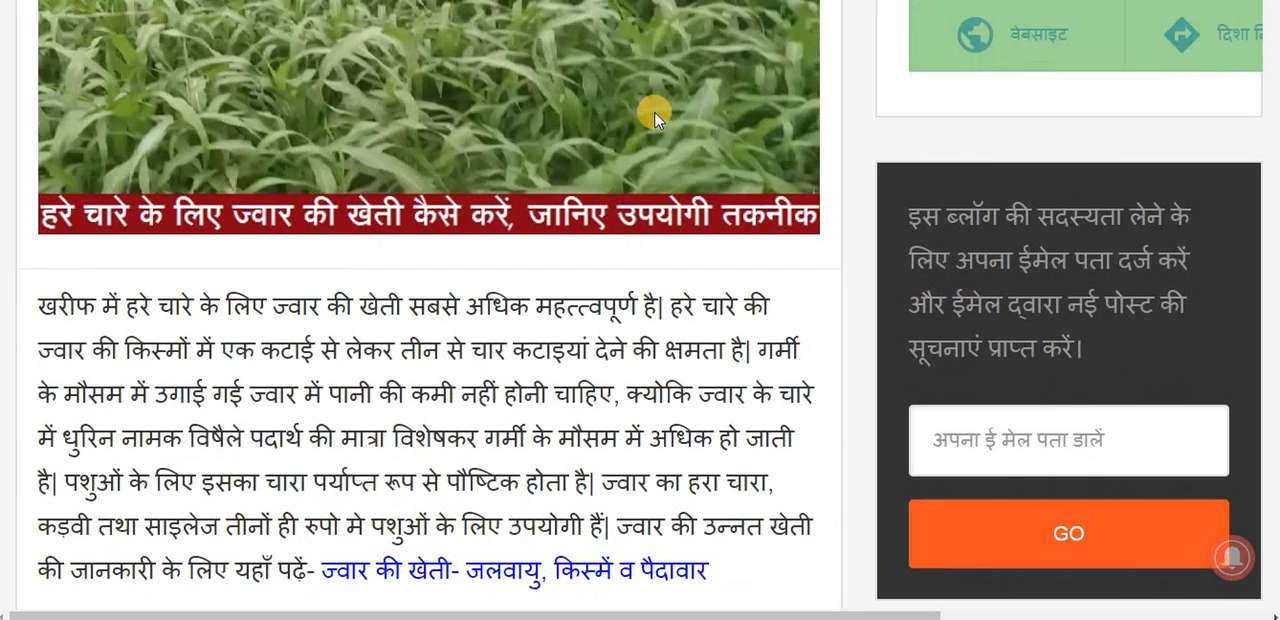 वेबसाइट
हरे चारे के लिए ज्वार की खेती कैसे करें, जानिए उपयोगी तकनीक
खरीफ में हरे चारे के लिए ज्वार की खेती सबसे अधिक महत्त्वपूर्ण है| हरे चारे की
ज्वार की किस्मों में एक कटाई से लेकर तीन से चार कटाइयां देने की क्षमता है| गर्मी
के मौसम में उगाई गई ज्वार में पानी की कमी नहीं होनी चाहिए, क्योकि ज्वार के चारे
में धुरिन नामक विषैले पदार्थ की मात्रा विशेषकर गर्मी के मौसम में अधिक हो जाती
है| पशुओं के लिए इसका चारा पर्याप्त रूप से पौष्टिक होता है| ज्वार का हरा चारा,
कड़वी तथा साइलेज तीनों ही रुपो मे पशुओं के लिए उपयोगी हैं| ज्वार की उन्नत खेती
की जानकारी के लिए यहाँ पढ़ें- ज्वार की खेती- जलवायु, किस्में व पैदावार
इस ब्लॉग की सदस्यता लेने के
लिए अपना ईमेल पता दर्ज करें
और ईमेल द्वारा नई पोस्ट की
सूचनाएं प्राप्त करें।
अपना ई मेल पता डालें
GO